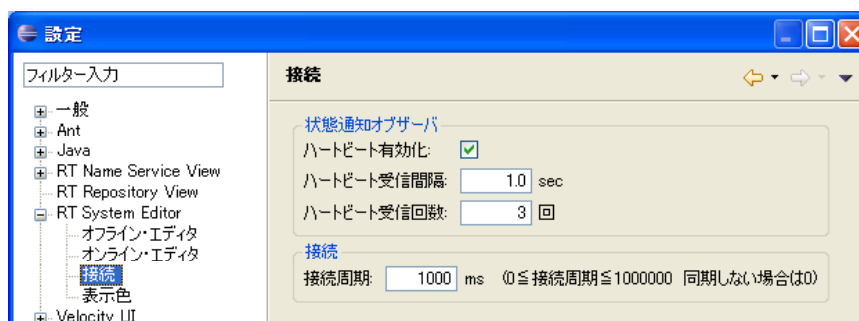 設定
フィルター入力
一般
Ant
Java
RT Name Service View
RT Repository View
RT System Editor
オフライン・エディタ
オンライン・エディタ
接続
表示色
Velocity UI
接続
状態通知オブザーバ
ハートビート有効化:
ハートビート受信間隔: 1.0 sec
ハートビート受信回数: 3 回
接続
接続周期: 1000 ms (0≦接続周期≦1000000 同期しない場合は0)